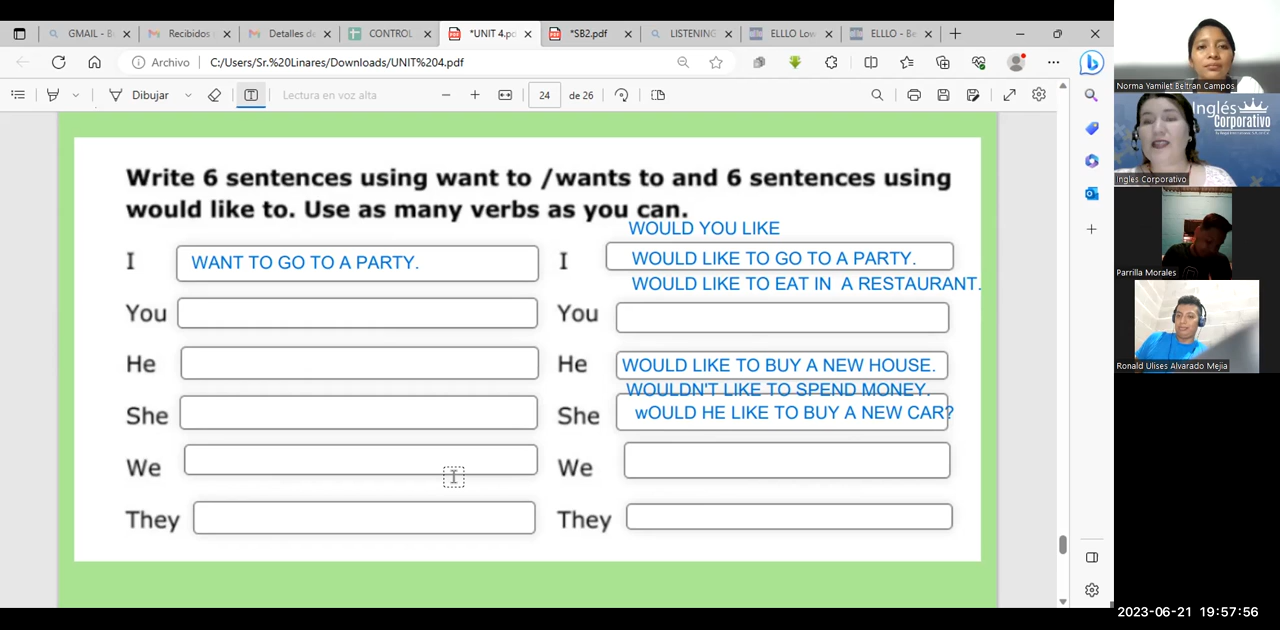 GMAIL - B
Recibidos
Detalles de
CONTROL
*UNIT 4.pd
*SB2.pdf
LISTENING
ELLLO Low
ELLLO - Be
Archivo
C:/Users/Sr.%20Linares/Downloads/UNIT%204.pdf
Dibujar
Lectura en voz alta
24
de 26
Write 6 sentences using want to /wants to and 6 sentences using
would like to. Use as many verbs as you can.
WOULD YOU LIKE
I WANT TO GO TO A PARTY.
I WOULD LIKE TO GO TO A PARTY.
WOULD LIKE TO EAT IN A RESTAURANT.
You
You
He
He WOULD LIKE TO BUY A NEW HOUSE.
WOULDN'T LIKE TO SPEND MONEY.
She
She wOULD HE LIKE TO BUY A NEW CAR?
We
We
They
They
Norma Yamilet Beltran Campos
Inglés
Corporativo
Ingles Corporativo
Parrilla Morales
Ronald Ulises Alvarado Mejia
2023-06-21 19:57:56